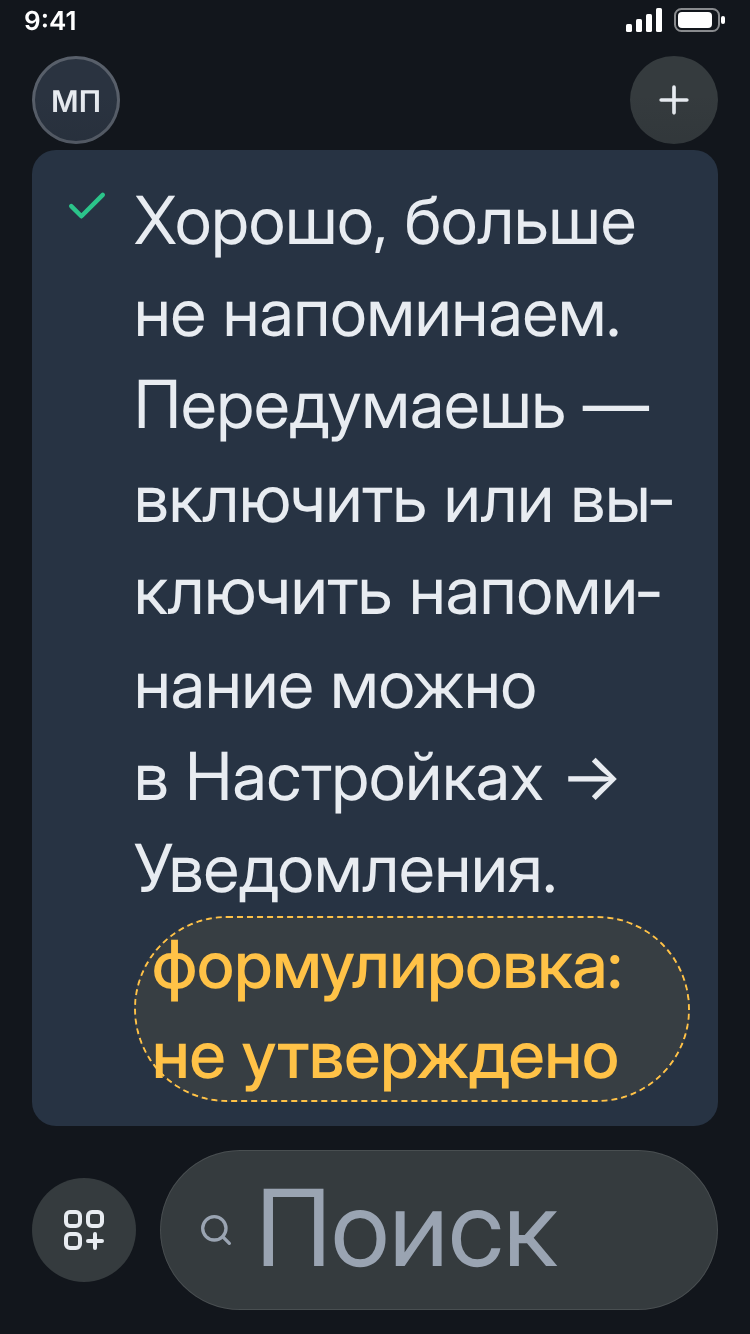 9:41
МП
Хорошо, больше
не напоминаем.
Передумаешь —
включить или вы-
ключить напоми-
нание можно
в Настройках →
Уведомления.
формулировка:
не утверждено
Поиск